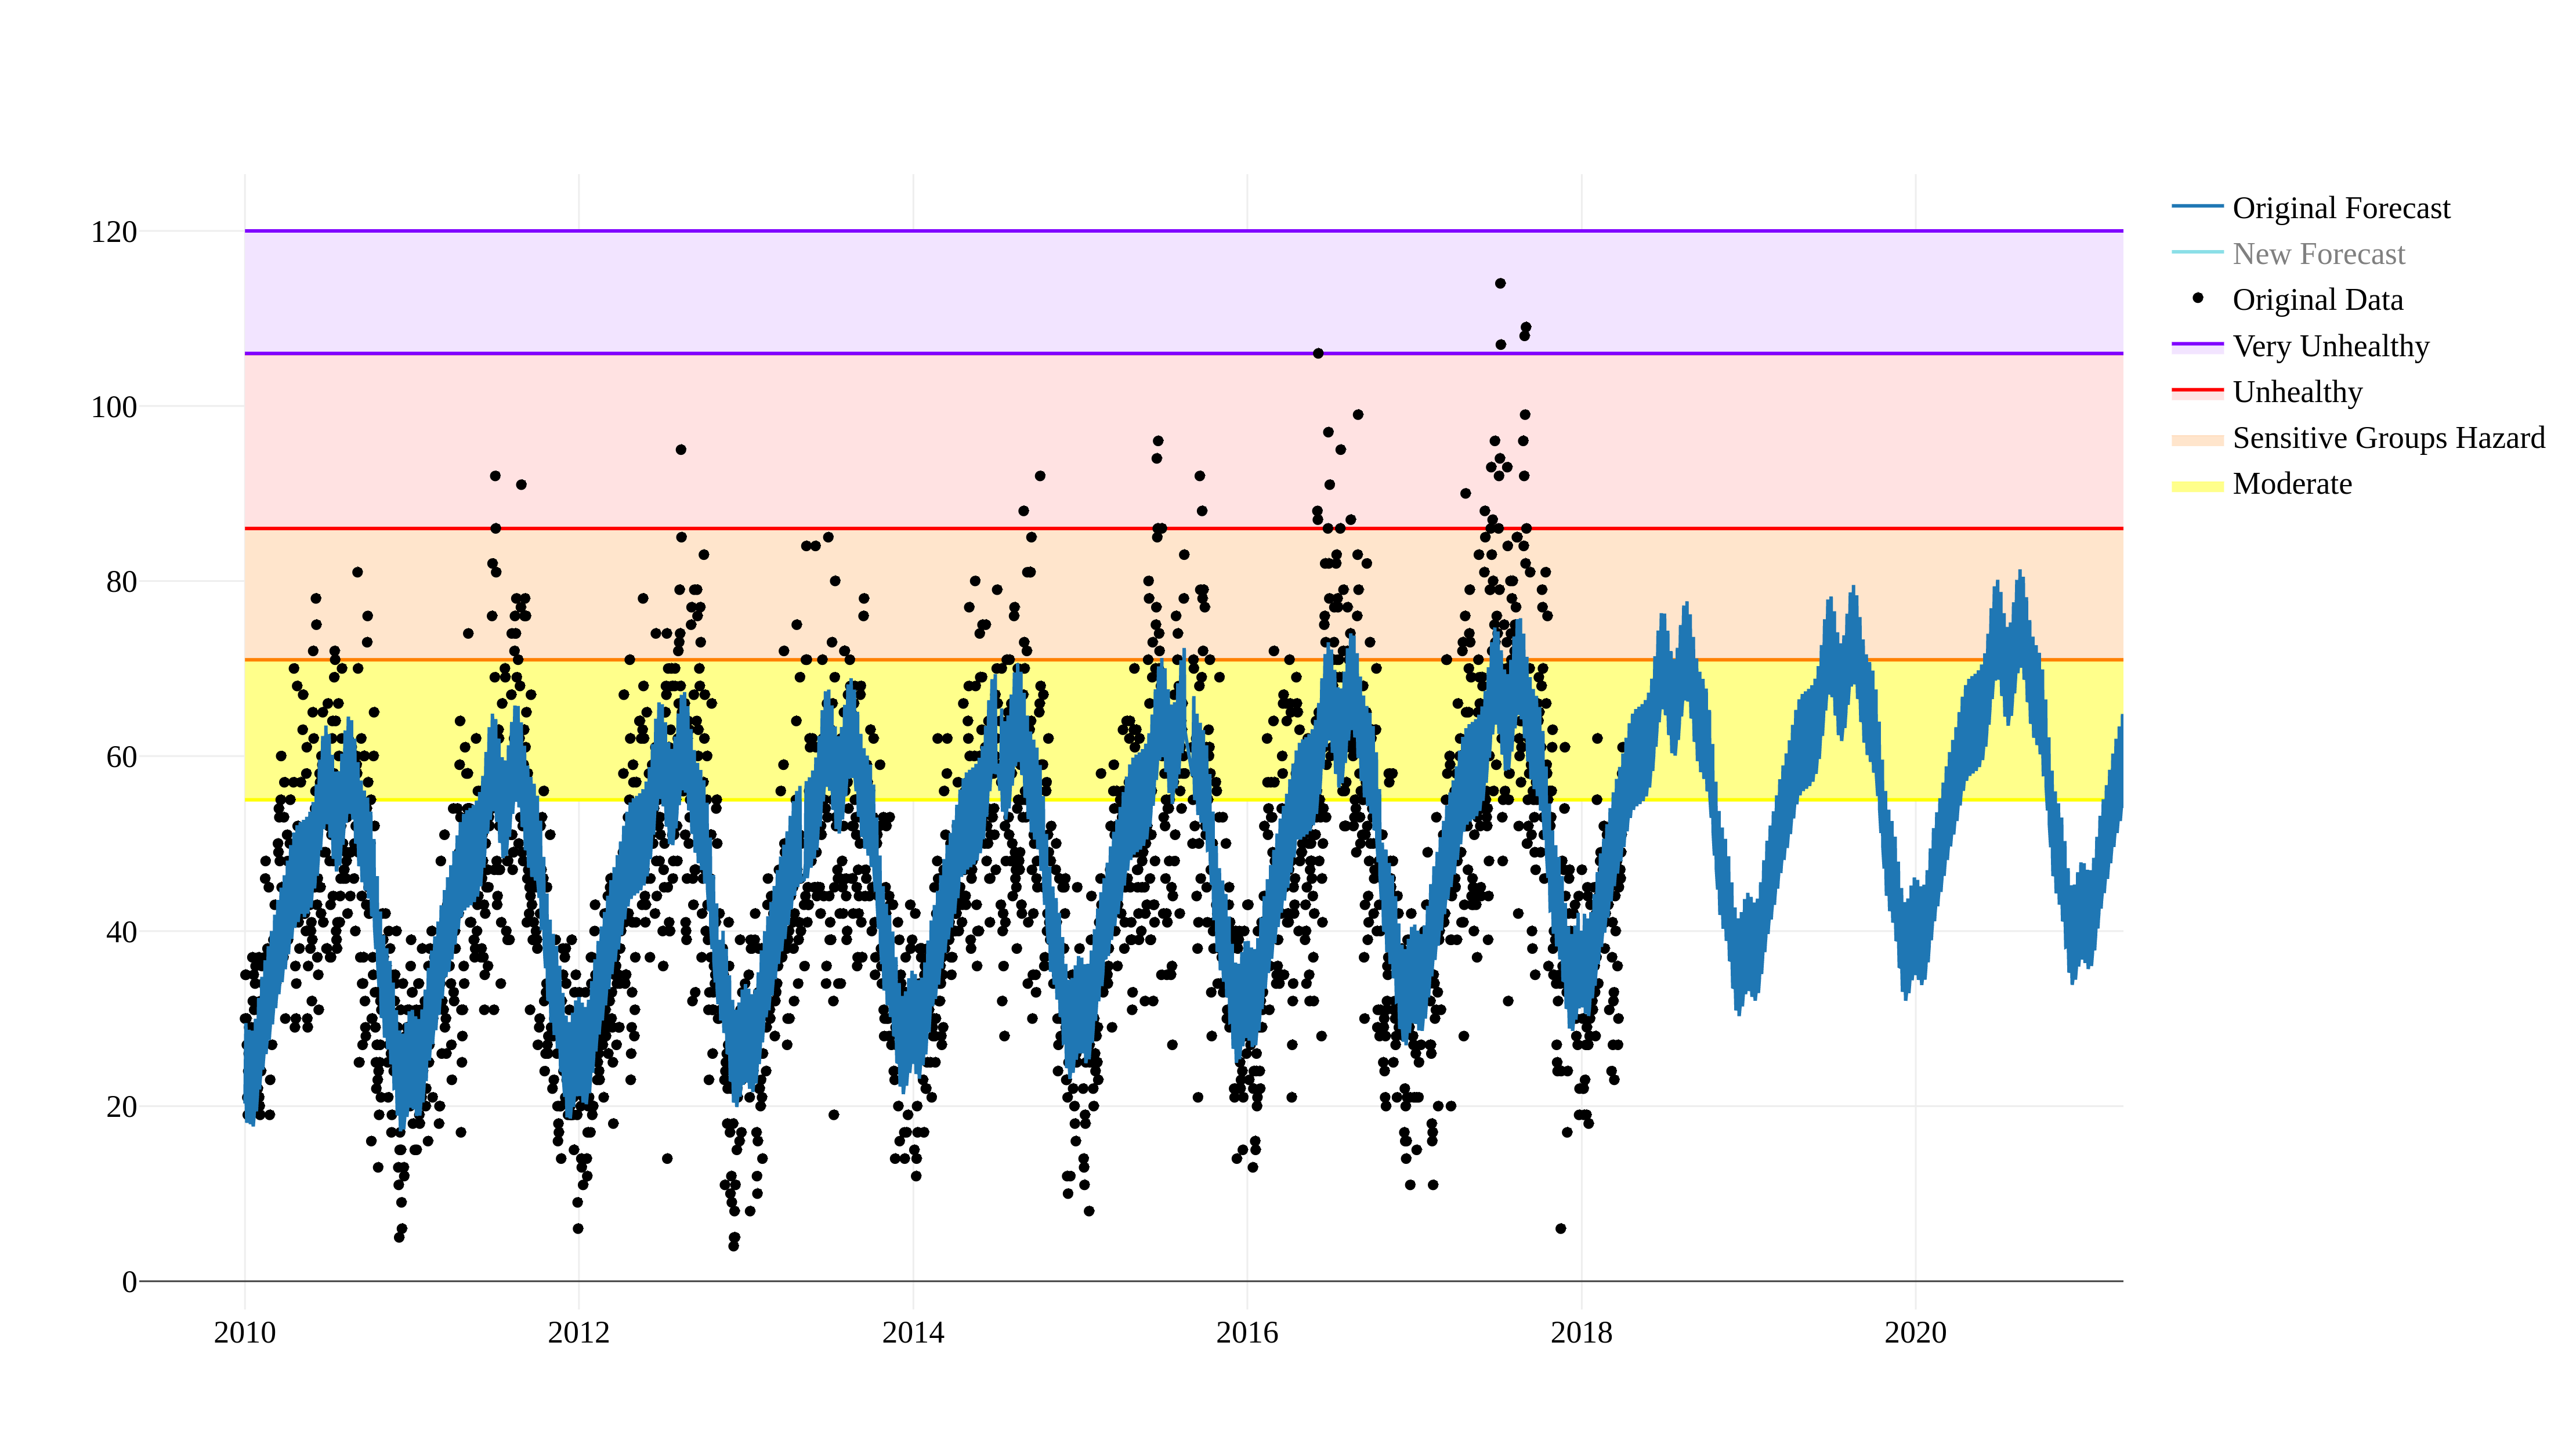 120
100
80
60
40
20
0
2010 2012 2014 2016 2018 2020
Original Forecast
New Forecast
Original Data
Very Unhealthy
Unhealthy
Sensitive Groups Hazard
Moderate